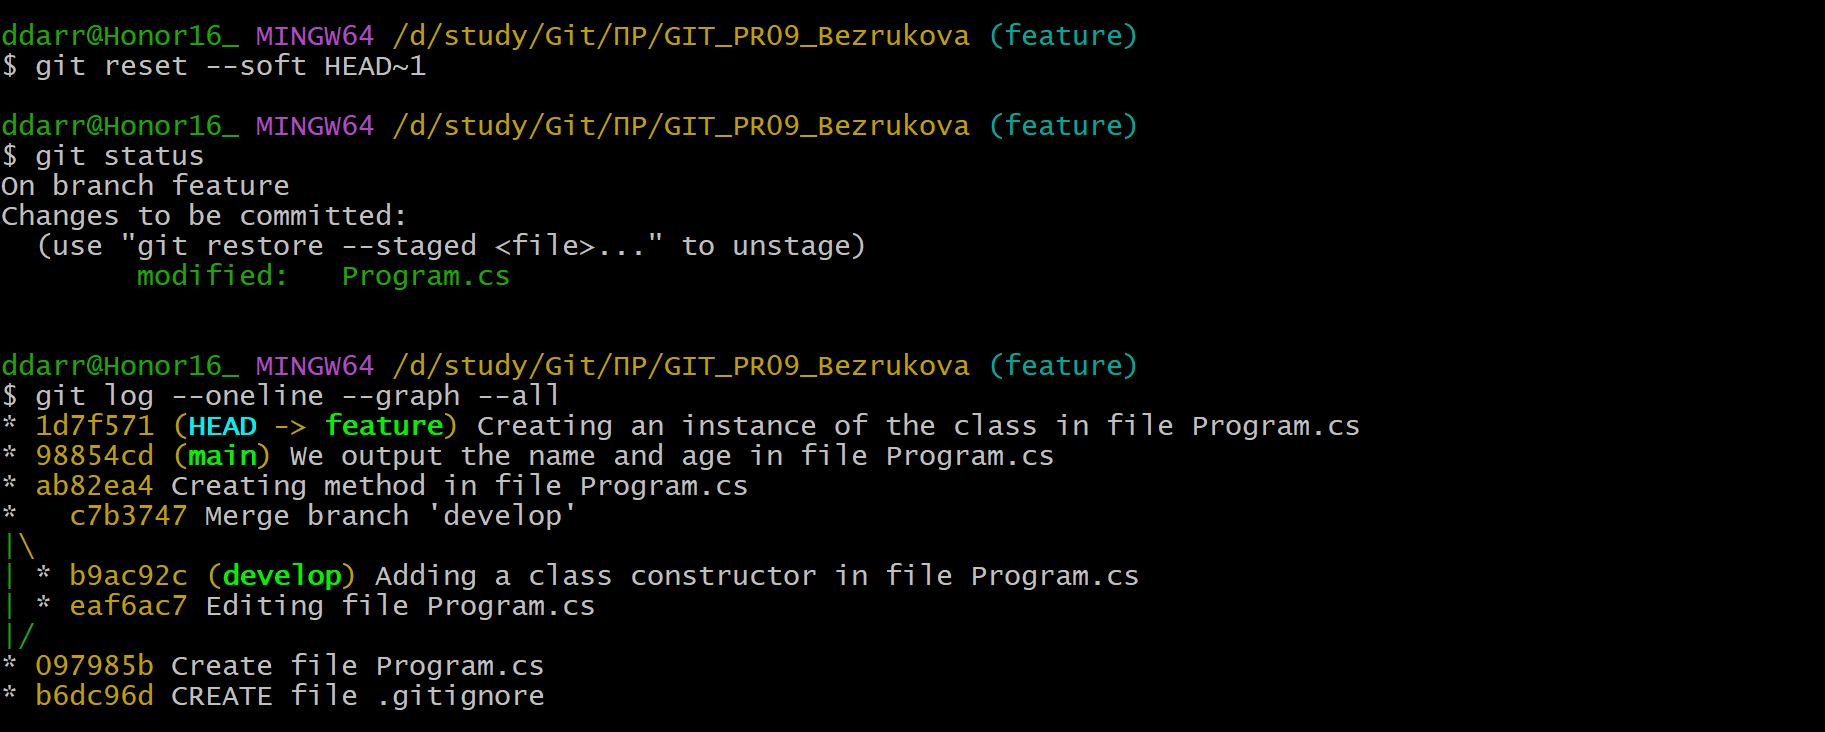 ddarr@Honor16_ MINGW64 /d/study/Git/ПР/GIT_PR09_Bezrukova (feature)
$ git reset --soft HEAD~1
ddarr@Honor16_ MINGW64 /d/study/Git/ПР/GIT_PR09_Bezrukova (feature)
$ git status
On branch feature
Changes to be committed:
  (use "git restore --staged <file>..." to unstage)
        modified:   Program.cs
ddarr@Honor16_ MINGW64 /d/study/Git/ПР/GIT_PR09_Bezrukova (feature)
$ git log --oneline --graph --all
* 1d7f571 (HEAD -> feature) Creating an instance of the class in file Program.cs
* 98854cd (main) We output the name and age in file Program.cs
* ab82ea4 Creating method in file Program.cs
*   c7b3747 Merge branch 'develop'
|\
| * b9ac92c (develop) Adding a class constructor in file Program.cs
| * eaf6ac7 Editing file Program.cs
|/
* 097985b Create file Program.cs
* b6dc96d CREATE file .gitignore